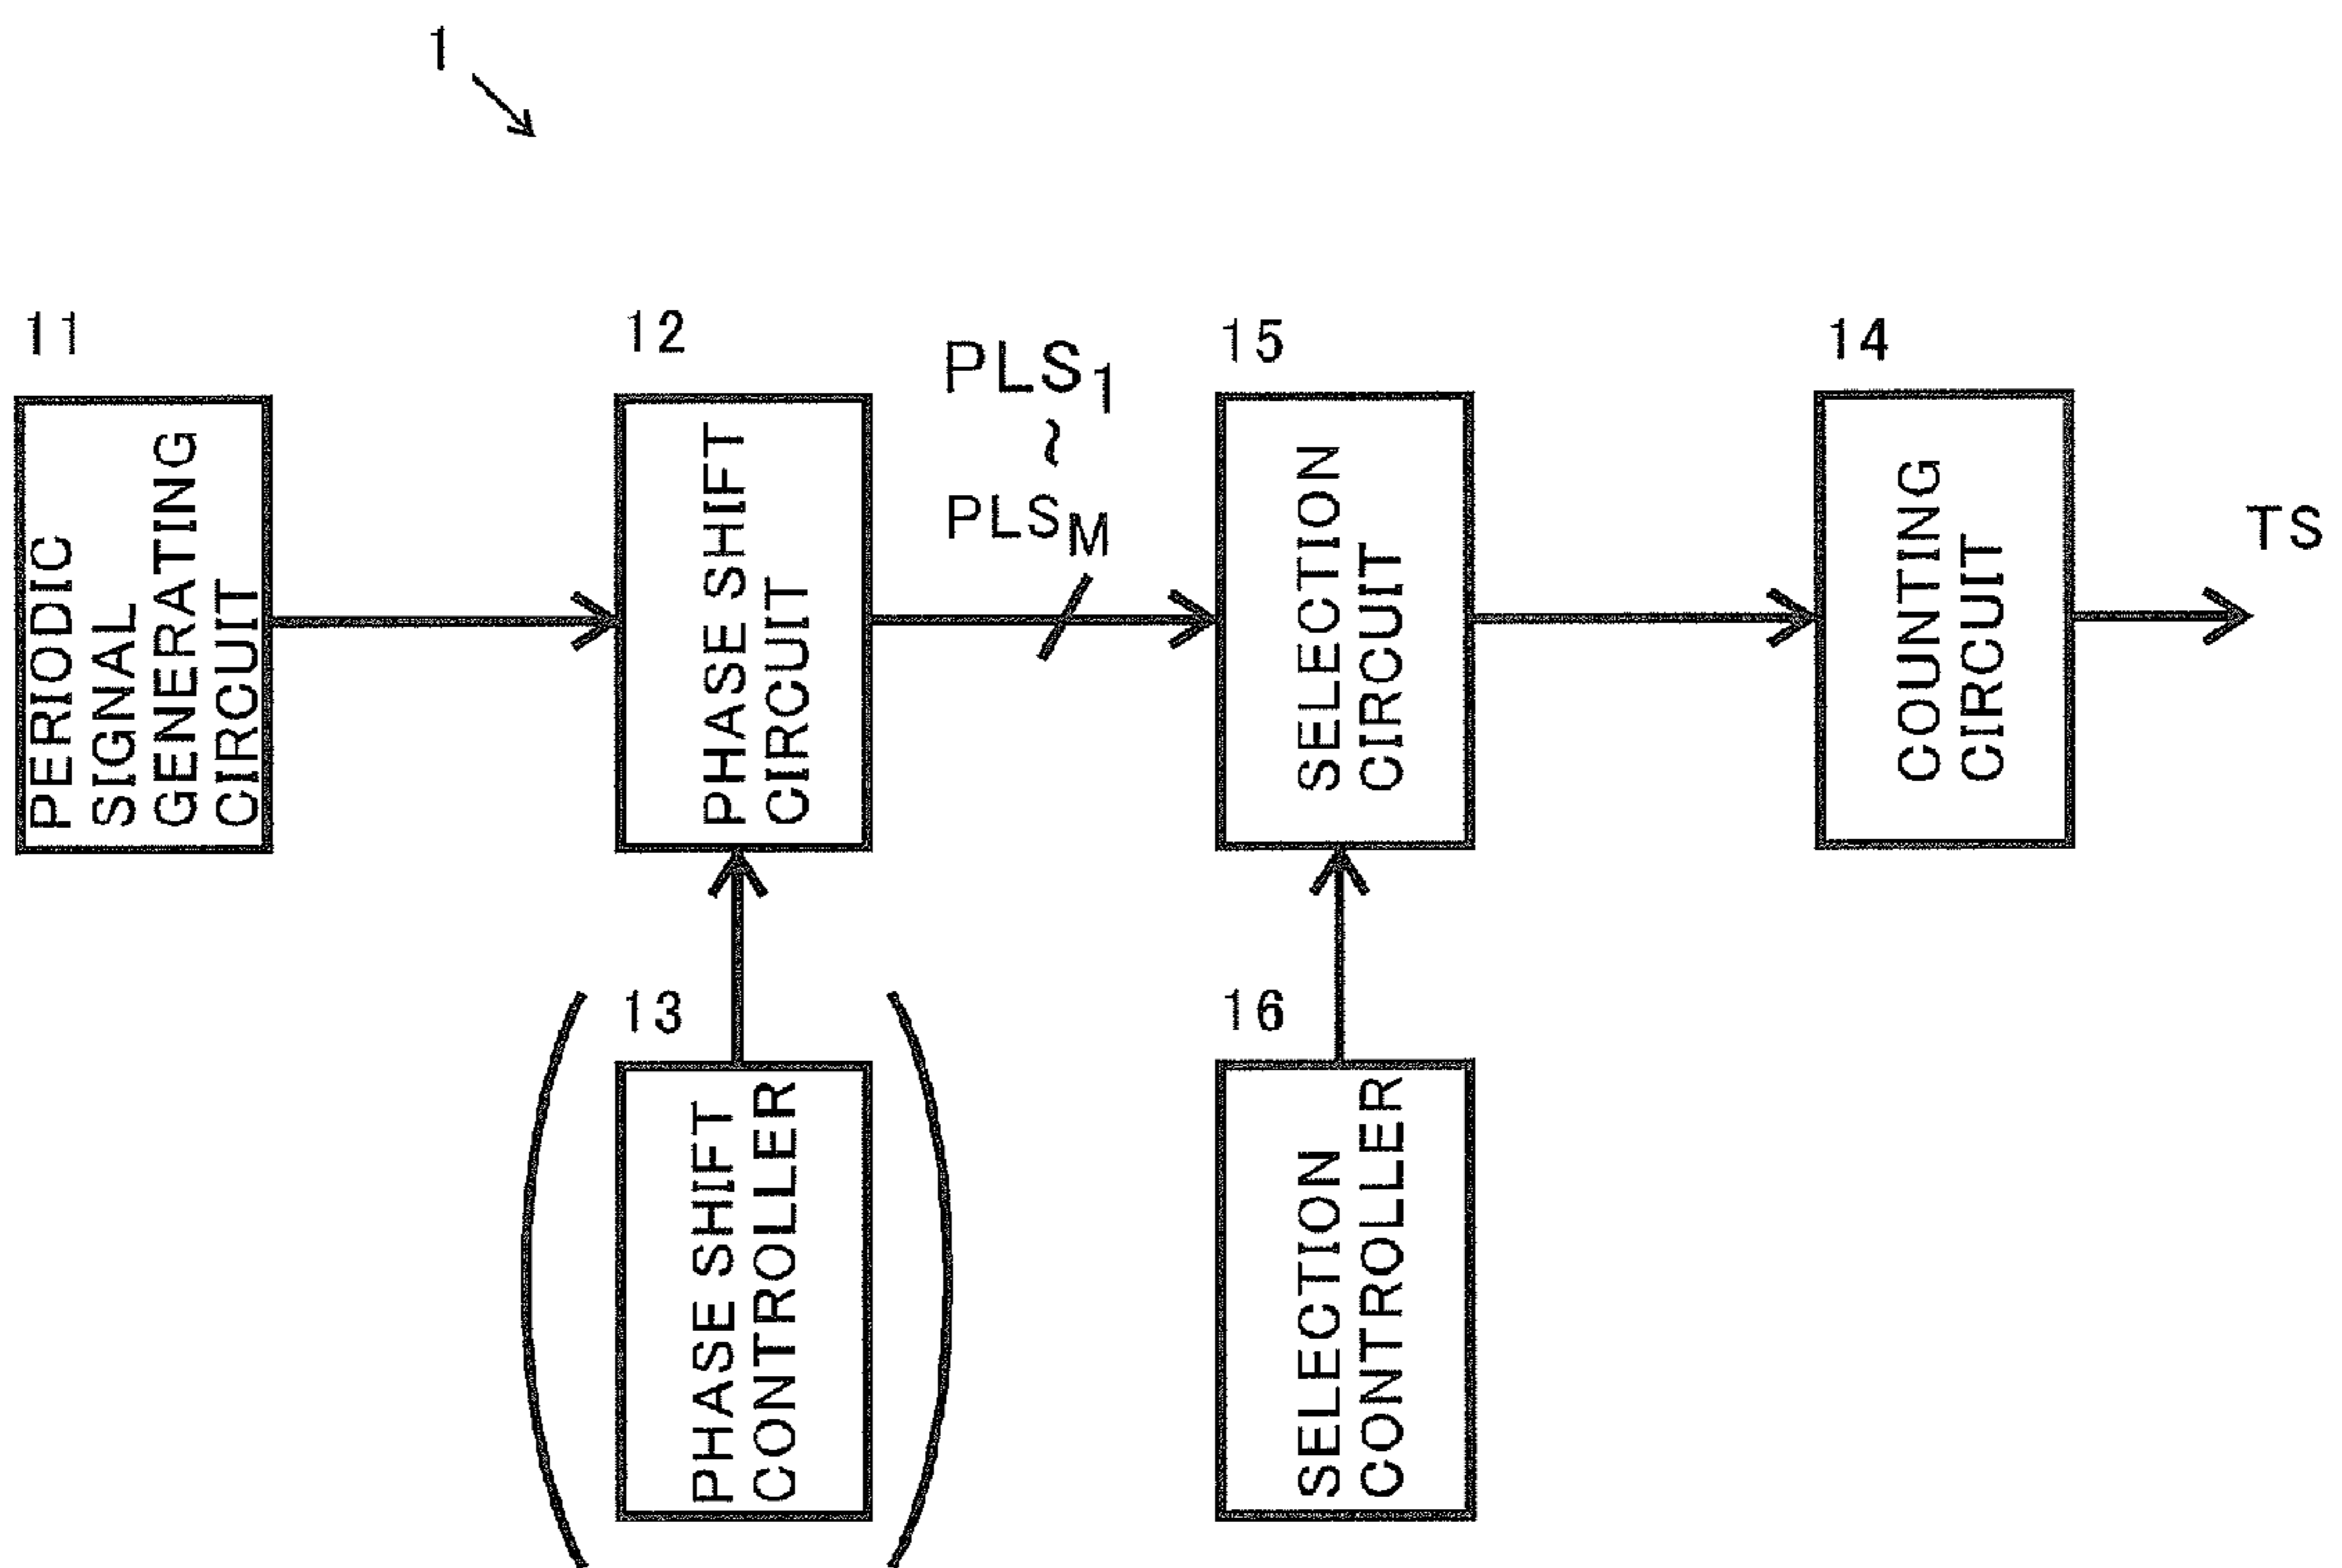 1
11
PERIODIC
SIGNAL
GENERATING
CIRCUIT
12
PHASE SHIFT
CIRCUIT
PLS1
~
PLSM
15
SELECTION
CIRCUIT
14
COUNTING
CIRCUIT
TS
13
PHASE SHIFT
CONTROLLER
16
SELECTION
CONTROLLER